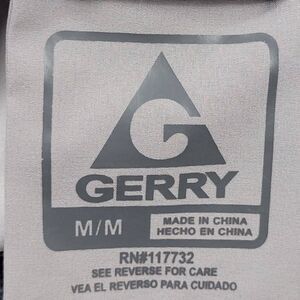 G
GERRY
M/M
MADE IN CHINA
HECHO EN CHINA
RN#117732
SEE REVERSE FOR CARE
VEA EL REVERSO PARA CUIDADO